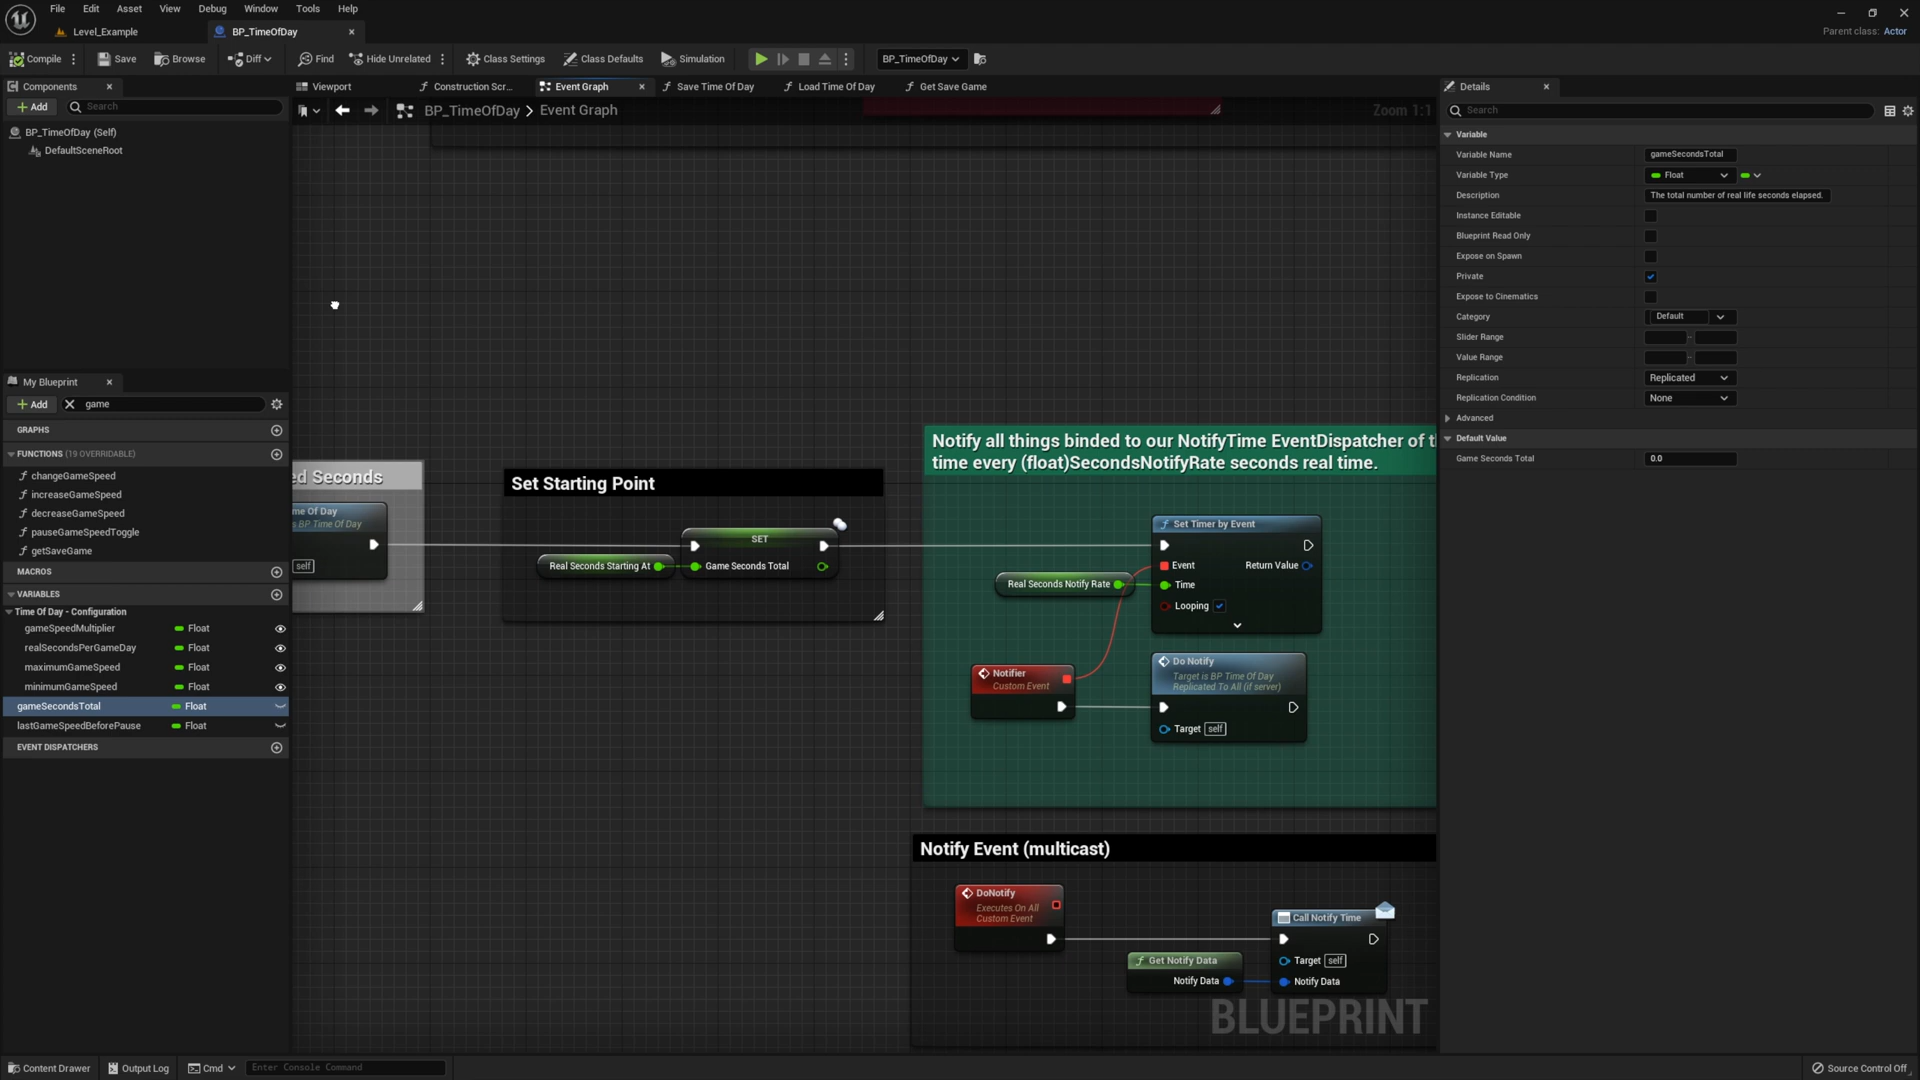 File Edit Asset View Debug Window Tools Help
Level_Example
BP_TimeOfDay
Parent class: Actor
Compile
Save
Browse
Diff
Find
Hide Unrelated
Class Settings
Class Defaults
Simulation
BP_TimeOfDay
Components
Add
Search
BP_TimeOfDay (Self)
DefaultSceneRoot
Viewport
Construction Scr...
Event Graph
Save Time Of Day
Load Time Of Day
Get Save Game
BP_TimeOfDay > Event Graph
Zoom 1:1
My Blueprint
Add
game
GRAPHS
FUNCTIONS (19 OVERRIDABLE)
changeGameSpeed
increaseGameSpeed
decreaseGameSpeed
pauseGameSpeedToggle
getSaveGame
MACROS
VARIABLES
Time Of Day - Configuration
gameSpeedMultiplier Float
realSecondsPerGameDay Float
maximumGameSpeed Float
minimumGameSpeed Float
gameSecondsTotal Float
lastGameSpeedBeforePause Float
EVENT DISPATCHERS
ed Seconds
me Of Day
s BP Time Of Day
self
Set Starting Point
SET
Real Seconds Starting At
Game Seconds Total
Notify all things binded to our NotifyTime EventDispatcher of t
time every (float)SecondsNotifyRate seconds real time.
Set Timer by Event
Event Return Value
Real Seconds Notify Rate
Time
Looping
Notifier
Custom Event
Do Notify
Target is BP Time Of Day
Replicated To All (if server)
Target self
Notify Event (multicast)
DoNotify
Executes On All
Custom Event
Call Notify Time
Target self
Notify Data
Get Notify Data
Notify Data
BLUEPRINT
Details
Search
Variable
Variable Name gameSecondsTotal
Variable Type Float
Description The total number of real life seconds elapsed.
Instance Editable
Blueprint Read Only
Expose on Spawn
Private
Expose to Cinematics
Category Default
Slider Range
Value Range
Replication Replicated
Replication Condition None
Advanced
Default Value
Game Seconds Total 0.0
Content Drawer
Output Log
Cmd
Enter Console Command
Source Control Off